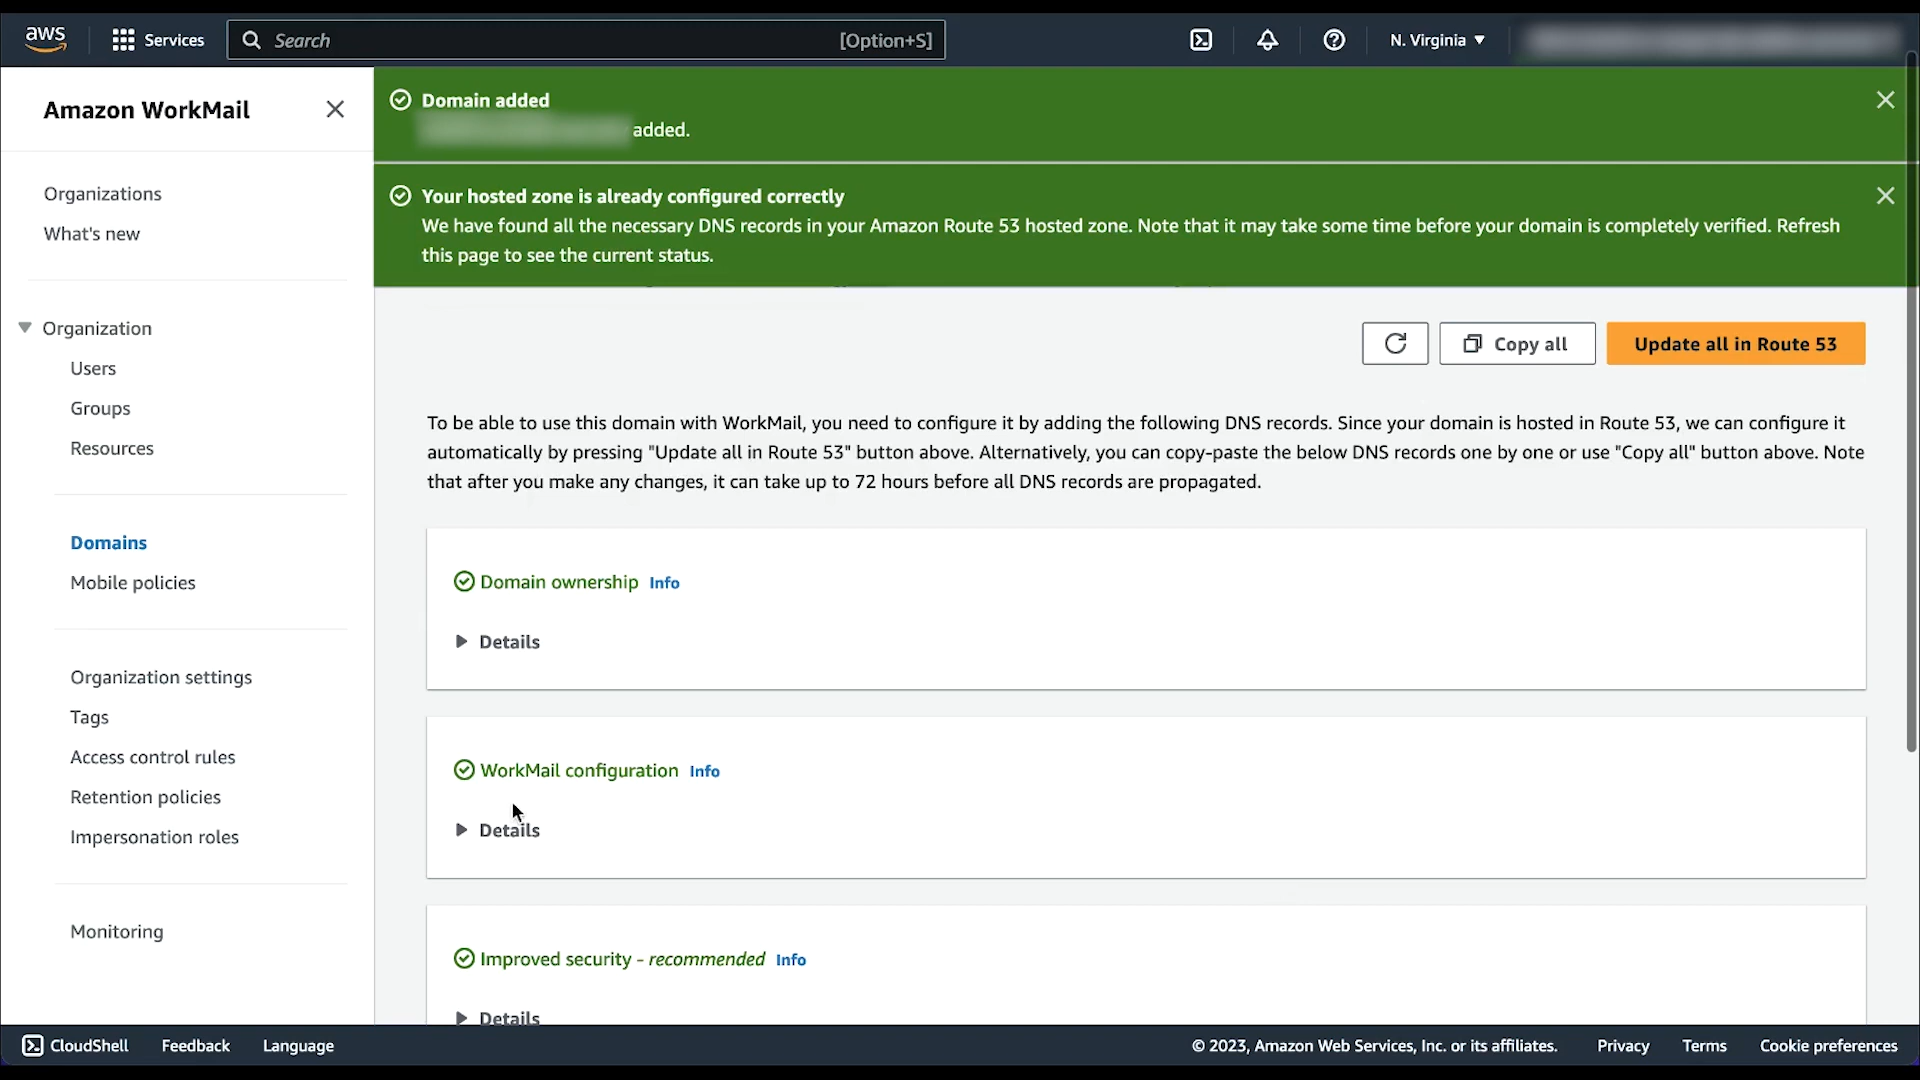 aws
Services
Search
[Option+S]
N. Virginia
Amazon WorkMail
Organizations
What's new
Organization
Users
Groups
Resources
Domains
Mobile policies
Organization settings
Tags
Access control rules
Retention policies
Impersonation roles
Monitoring
Domain added
added.
Your hosted zone is already configured correctly
We have found all the necessary DNS records in your Amazon Route 53 hosted zone. Note that it may take some time before your domain is completely verified. Refresh
this page to see the current status.
Copy all
Update all in Route 53
To be able to use this domain with WorkMail, you need to configure it by adding the following DNS records. Since your domain is hosted in Route 53, we can configure it
automatically by pressing "Update all in Route 53" button above. Alternatively, you can copy-paste the below DNS records one by one or use "Copy all" button above. Note
that after you make any changes, it can take up to 72 hours before all DNS records are propagated.
Domain ownership Info
Details
WorkMail configuration Info
Details
Improved security - recommended Info
Details
CloudShell
Feedback
Language
© 2023, Amazon Web Services, Inc. or its affiliates.
Privacy
Terms
Cookie preferences